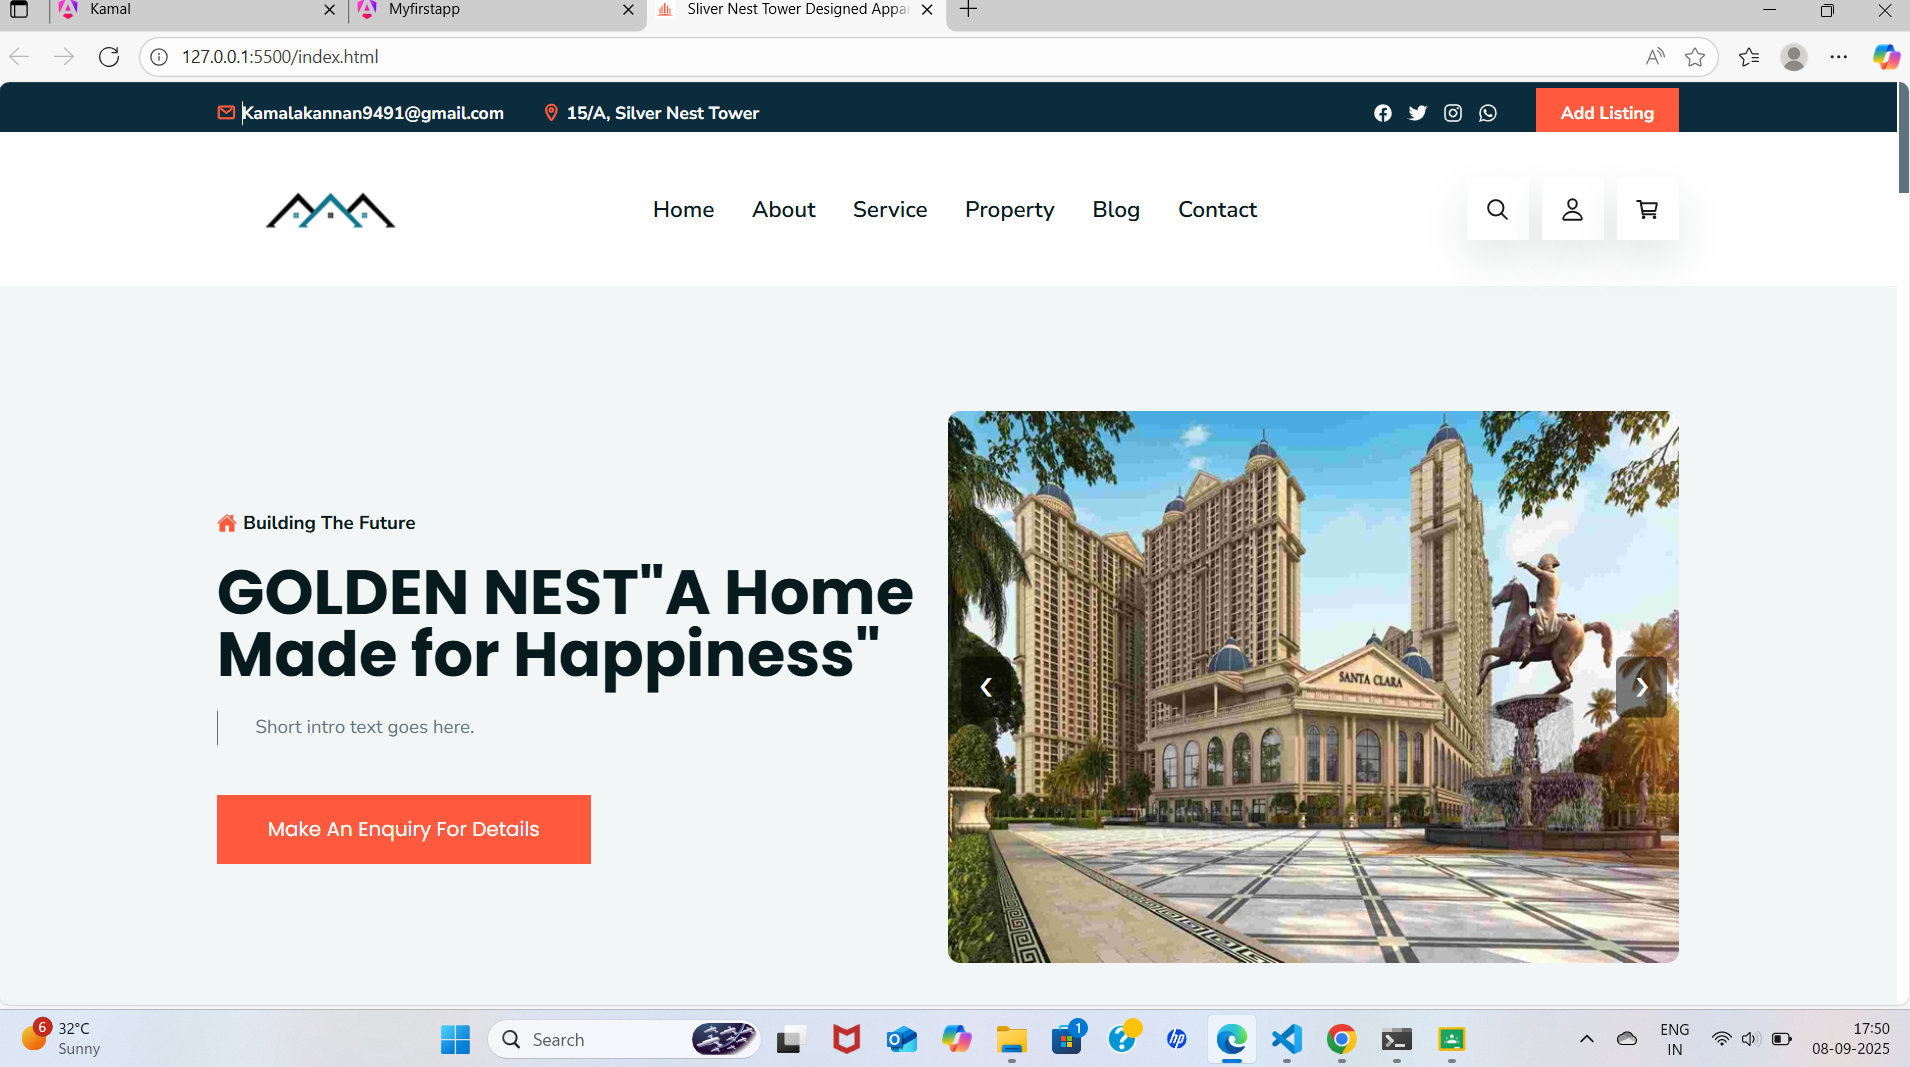 Kamal
Myfirstapp
Sliver Nest Tower Designed Appar
127.0.0.1:5500/index.html
Kamalakannan9491@gmail.com
15/A, Silver Nest Tower
Add Listing
Home
About
Service
Property
Blog
Contact
Building The Future
GOLDEN NEST"A Home
Made for Happiness"
Short intro text goes here.
Make An Enquiry For Details
SANTA CLARA
6
32°C
Sunny
Search
1
ENG
IN
17:50
08-09-2025